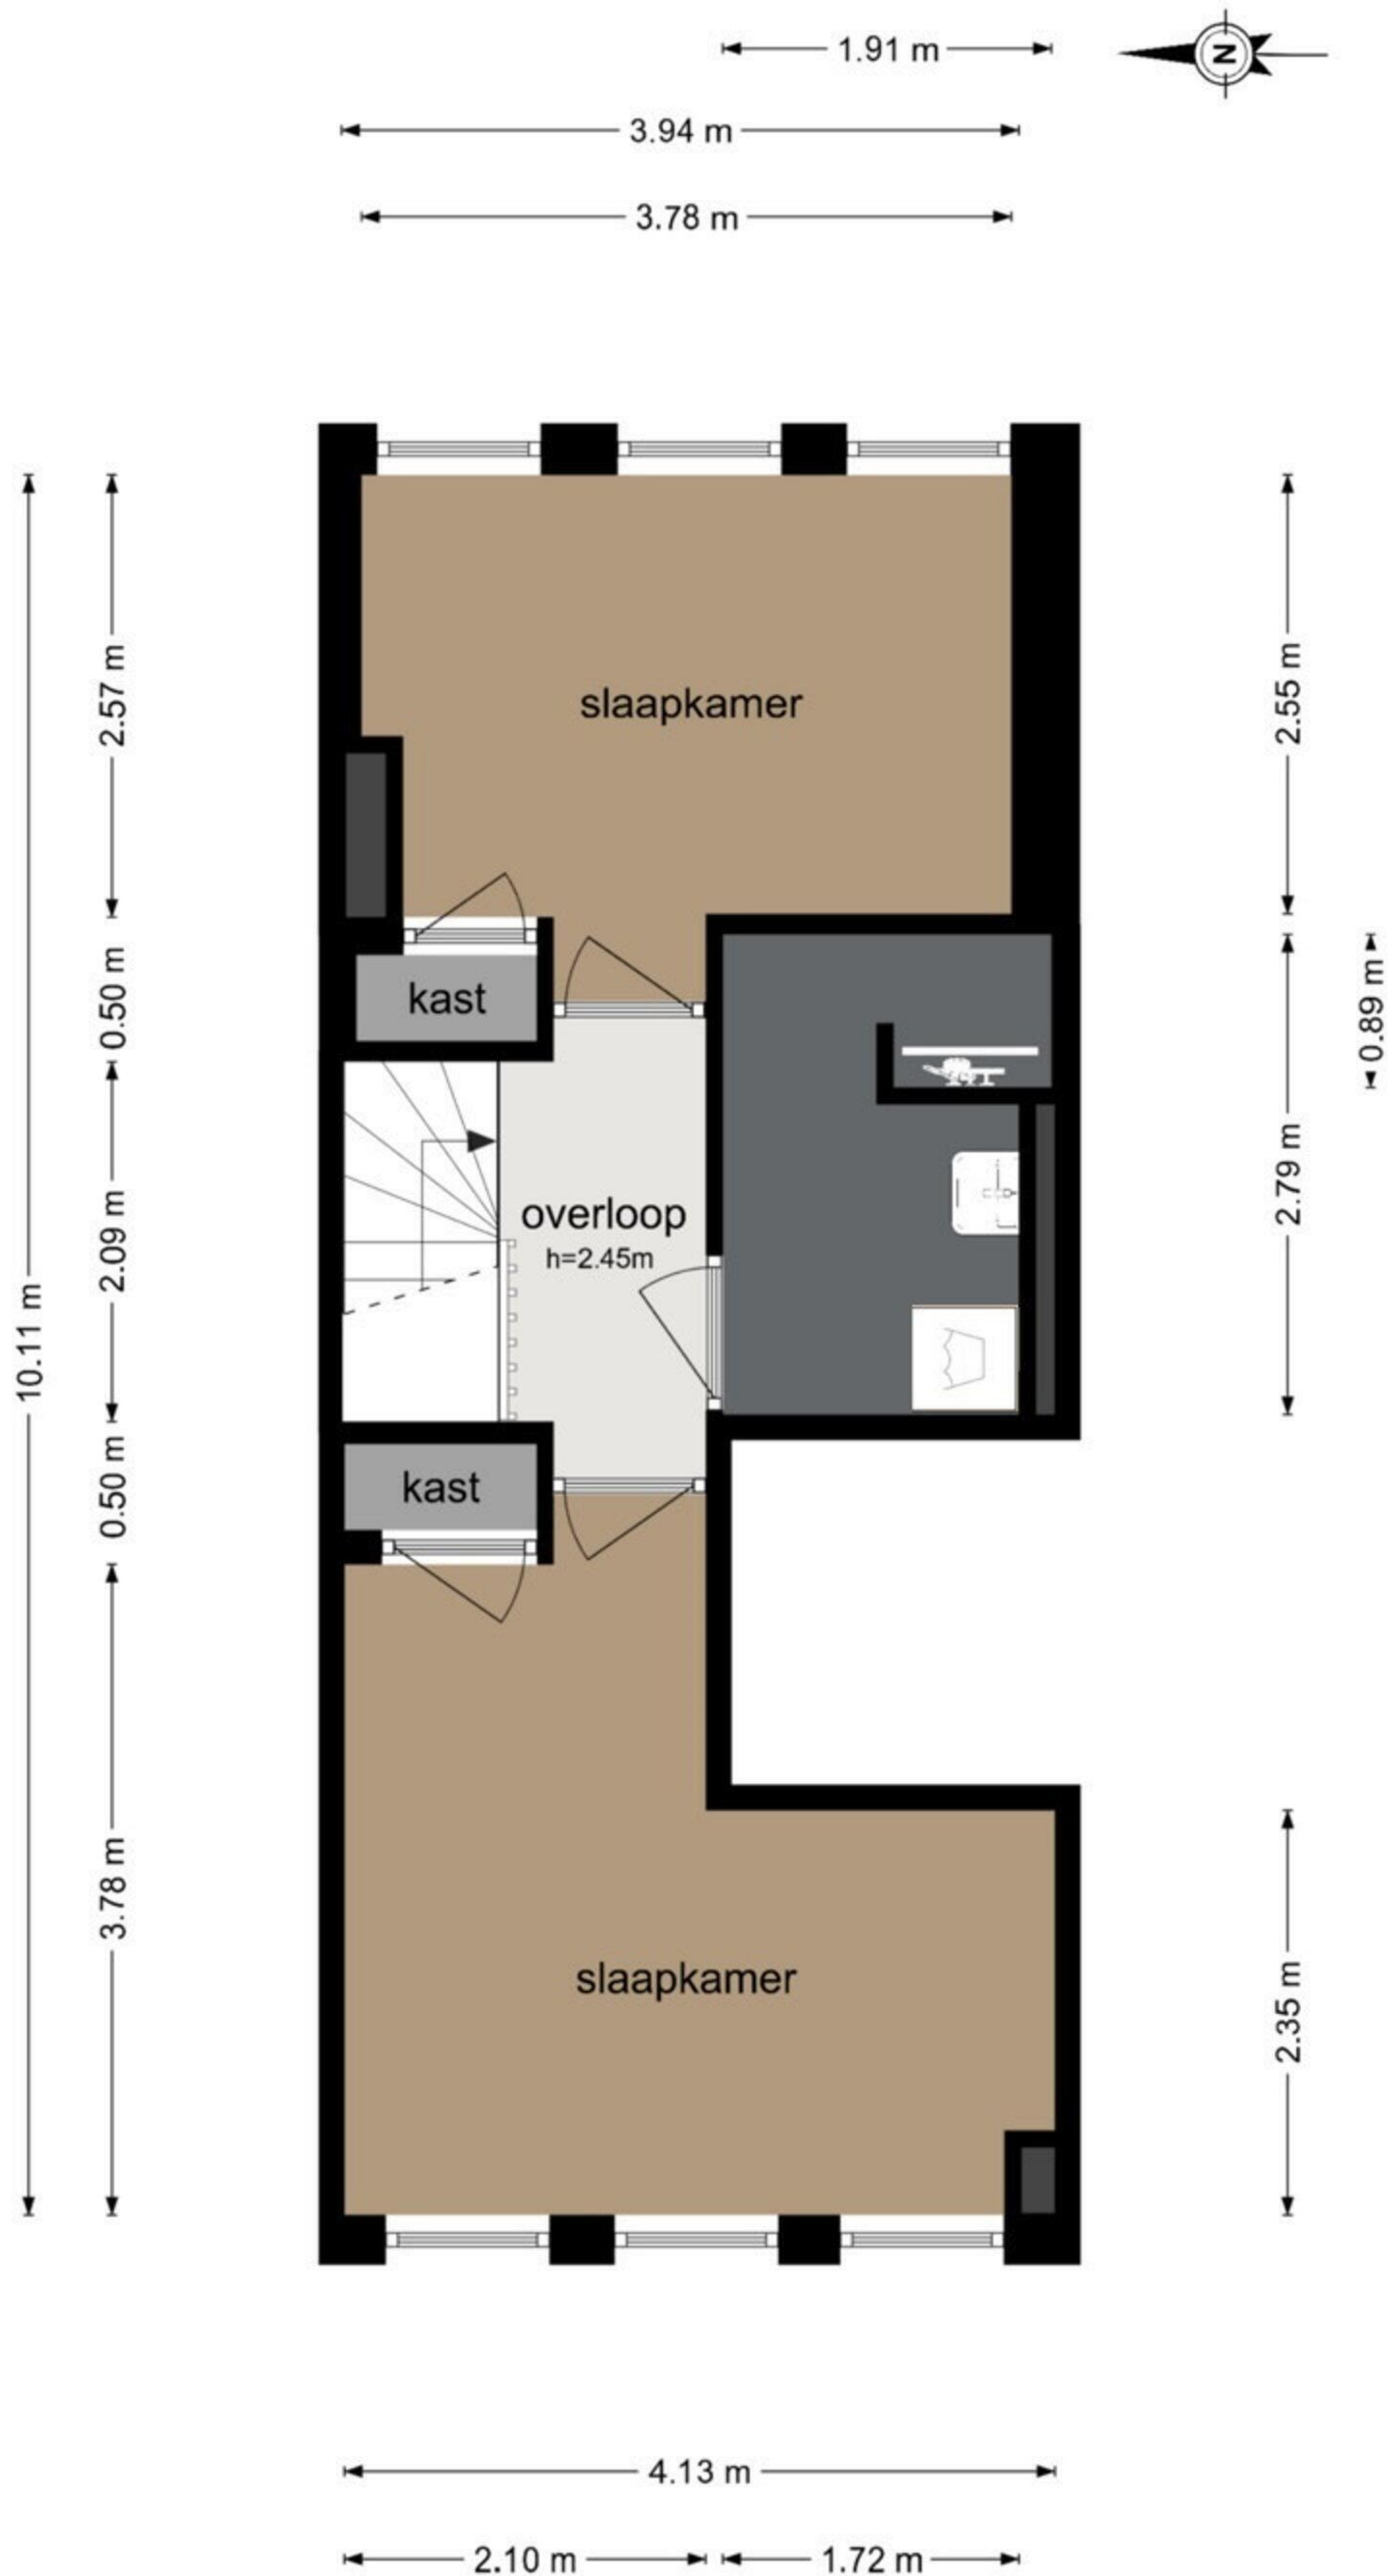 1.91 m
N
3.94 m
3.78 m
2.57 m
2.55 m
slaapkamer
0.50 m
kast
0.89 m
2.79 m
2.09 m
overloop
h=2.45m
10.11 m
0.50 m
kast
3.78 m
slaapkamer
2.35 m
4.13 m
2.10 m
1.72 m